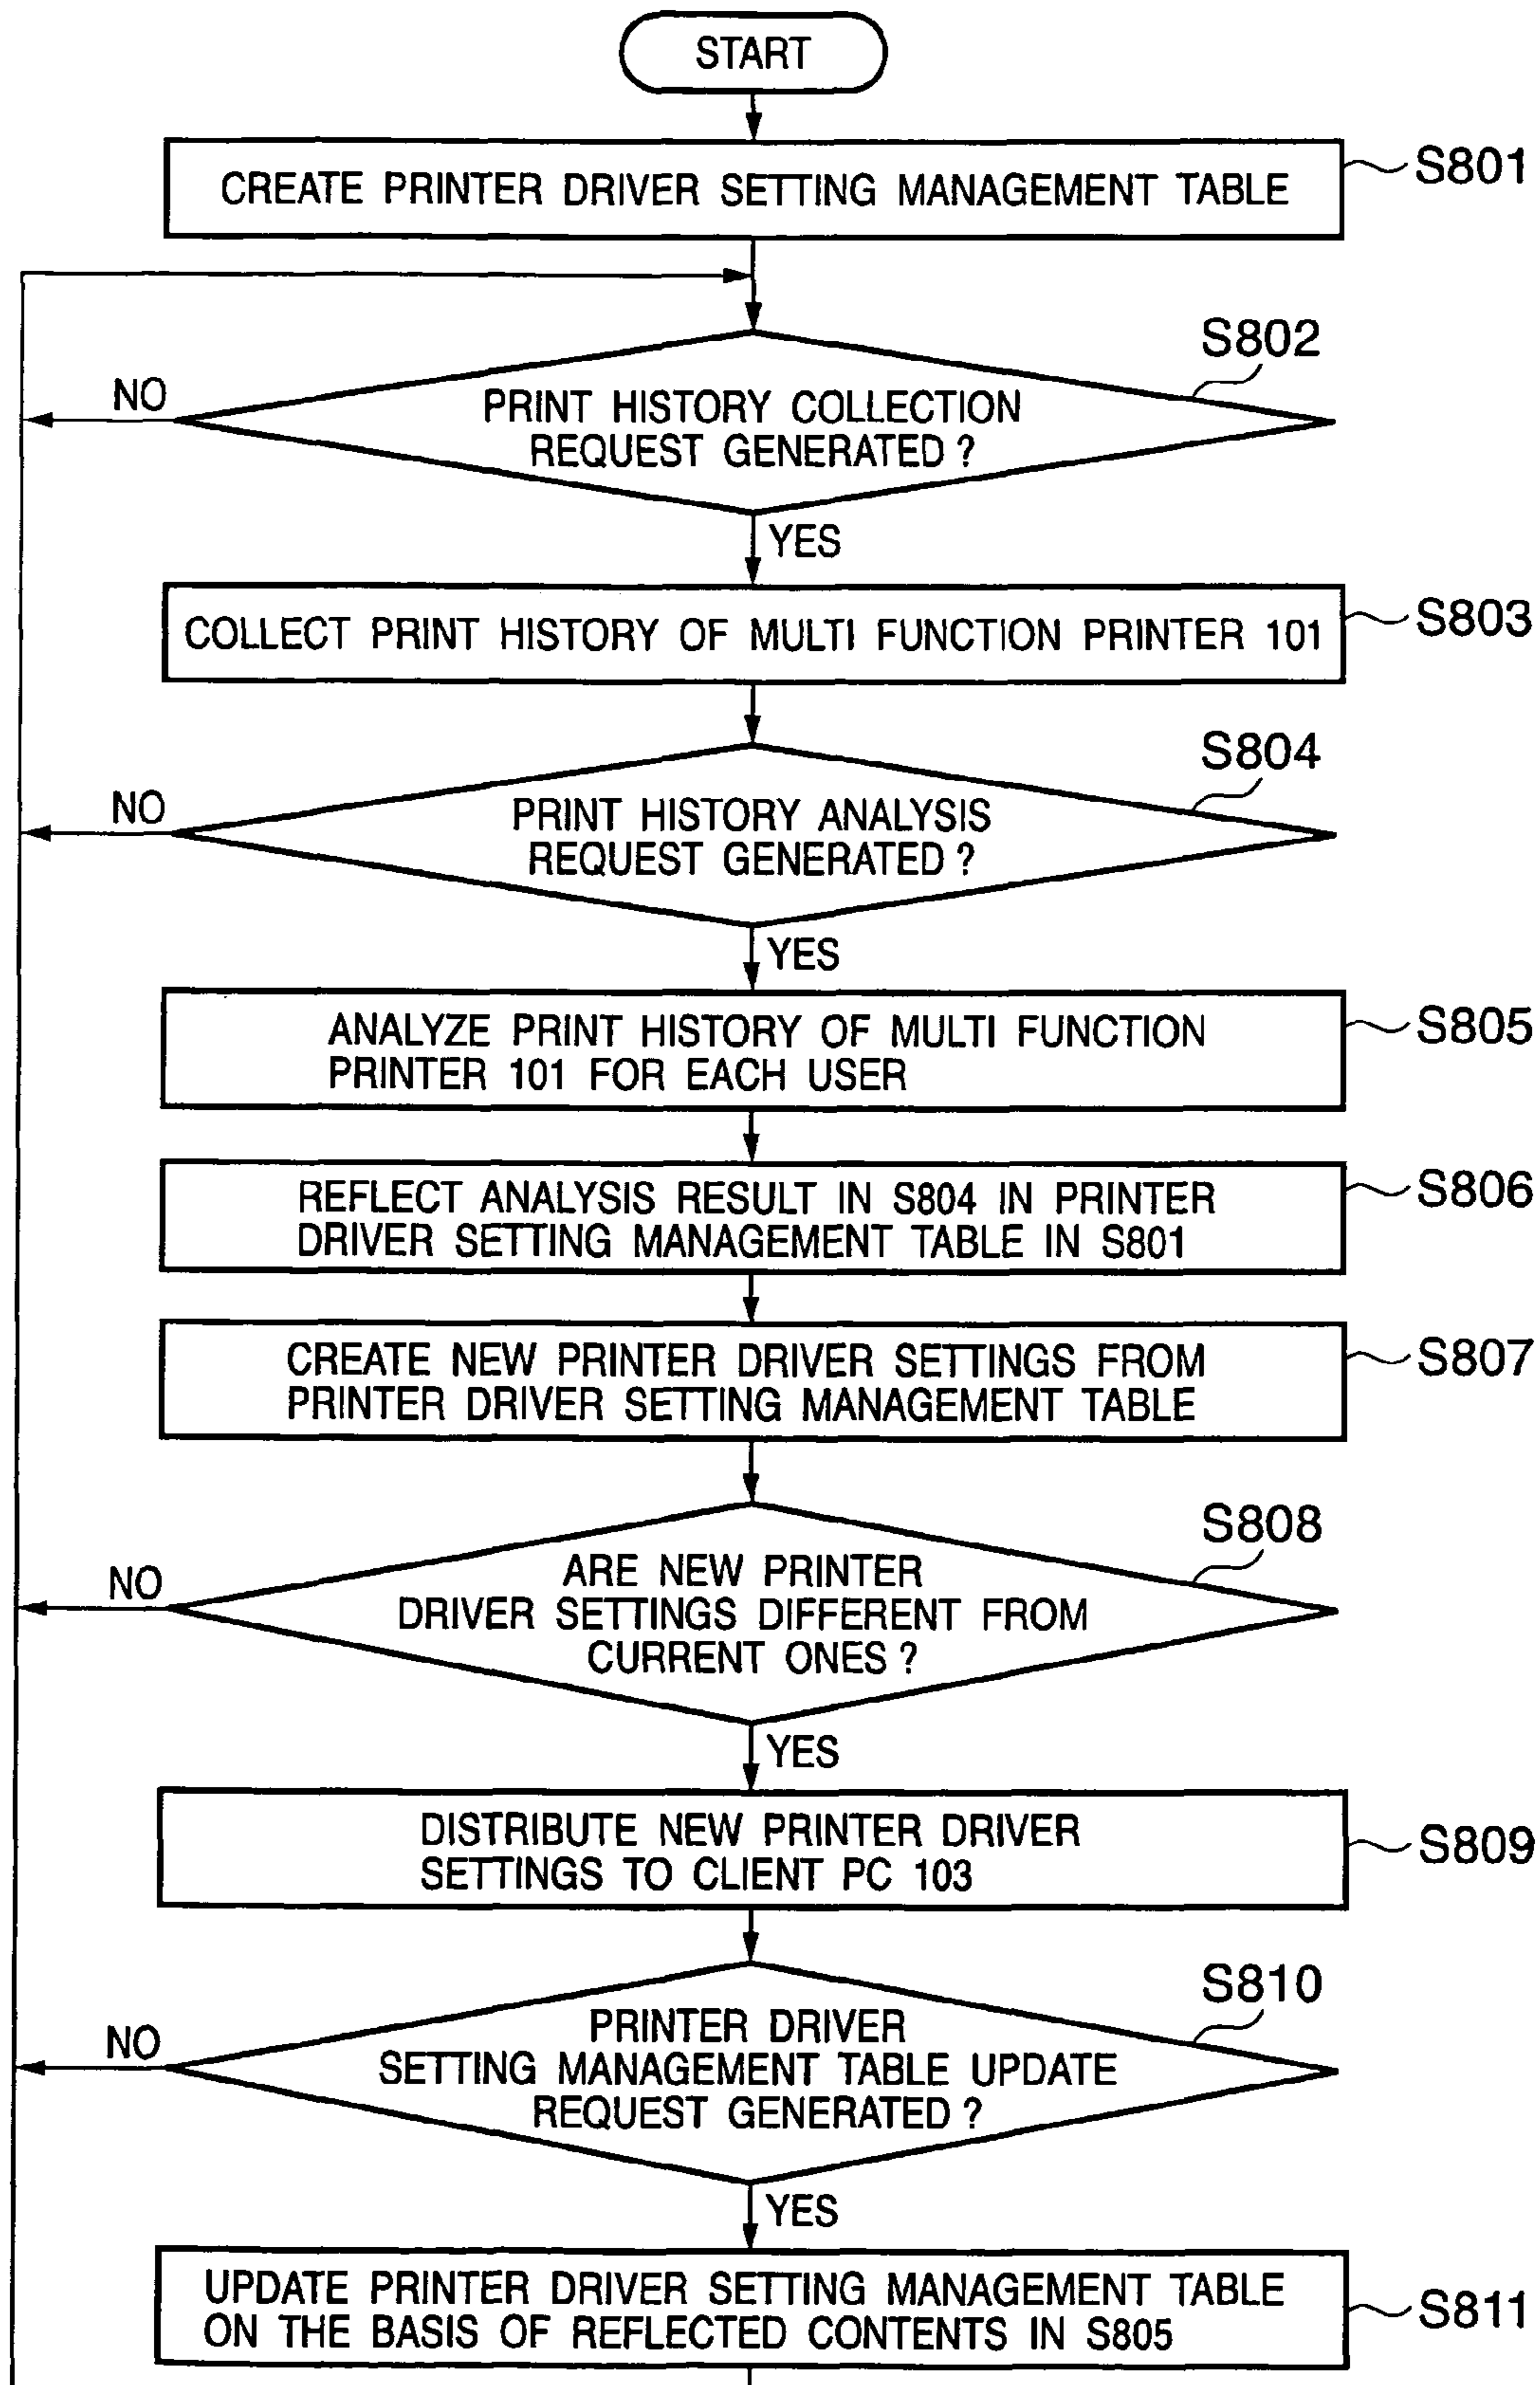 START
CREATE PRINTER DRIVER SETTING MANAGEMENT TABLE
S801
S802
NO
PRINT HISTORY COLLECTION
REQUEST GENERATED ?
YES
COLLECT PRINT HISTORY OF MULTI FUNCTION PRINTER 101
S803
S804
NO
PRINT HISTORY ANALYSIS
REQUEST GENERATED ?
YES
ANALYZE PRINT HISTORY OF MULTI FUNCTION
PRINTER 101 FOR EACH USER
S805
REFLECT ANALYSIS RESULT IN S804 IN PRINTER
DRIVER SETTING MANAGEMENT TABLE IN S801
S806
CREATE NEW PRINTER DRIVER SETTINGS FROM
PRINTER DRIVER SETTING MANAGEMENT TABLE
S807
S808
NO
ARE NEW PRINTER
DRIVER SETTINGS DIFFERENT FROM
CURRENT ONES ?
YES
DISTRIBUTE NEW PRINTER DRIVER
SETTINGS TO CLIENT PC 103
S809
S810
NO
PRINTER DRIVER
SETTING MANAGEMENT TABLE UPDATE
REQUEST GENERATED ?
YES
UPDATE PRINTER DRIVER SETTING MANAGEMENT TABLE
ON THE BASIS OF REFLECTED CONTENTS IN S805
S811